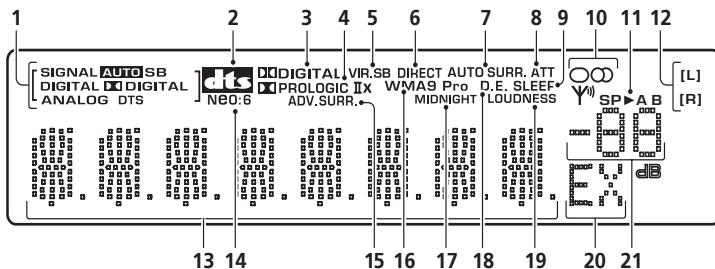 1 2 3 4 5 6 7 8 9 10 11 12
SIGNAL AUTO SB dts DIGITAL VIR.SB DIRECT AUTO SURR. ATT
DIGITAL DIGITAL PROLOGIC IIx WMA9 Pro D.E. SLEEP [L]
ANALOG DTS Neo:6 ADV.SURR. MIDNIGHT LOUDNESS SP►A B [R]
dB
EX
13 14 15 16 17 18 19 20 21